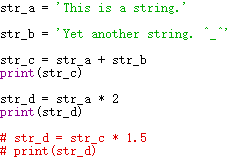 str_a = 'This is a string.'
str_b = 'Yet another string. ^_^'
str_c = str_a + str_b
print(str_c)
str_d = str_a * 2
print(str_d)
# str_d = str_c * 1.5
# print(str_d)